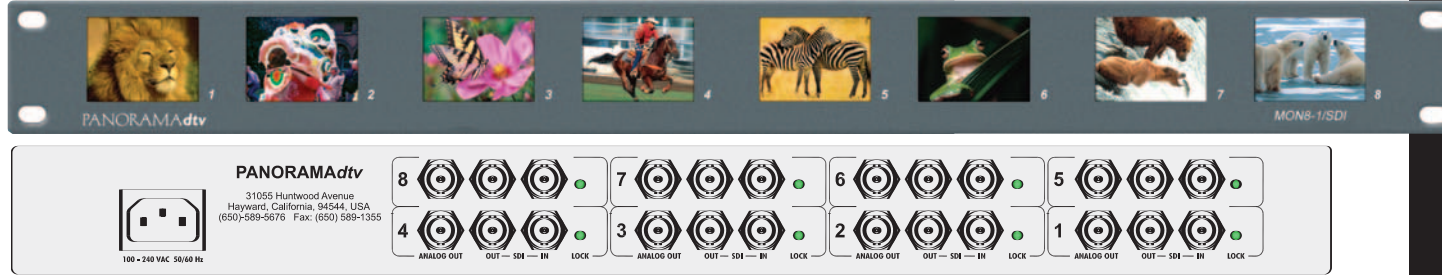 1 2 3 4 5 6 7 8
PANORAMAdtv
MON8-1/SDI
PANORAMAdtv
31055 Huntwood Avenue
Hayward, California, 94544, USA
(650)-589-5676 Fax: (650) 589-1355
100 - 240 VAC 50/60 Hz
8 7 6 5
4 3 2 1
ANALOG OUT OUT — SDI — IN LOCK ANALOG OUT OUT — SDI — IN LOCK ANALOG OUT OUT — SDI — IN LOCK ANALOG OUT OUT — SDI — IN LOCK